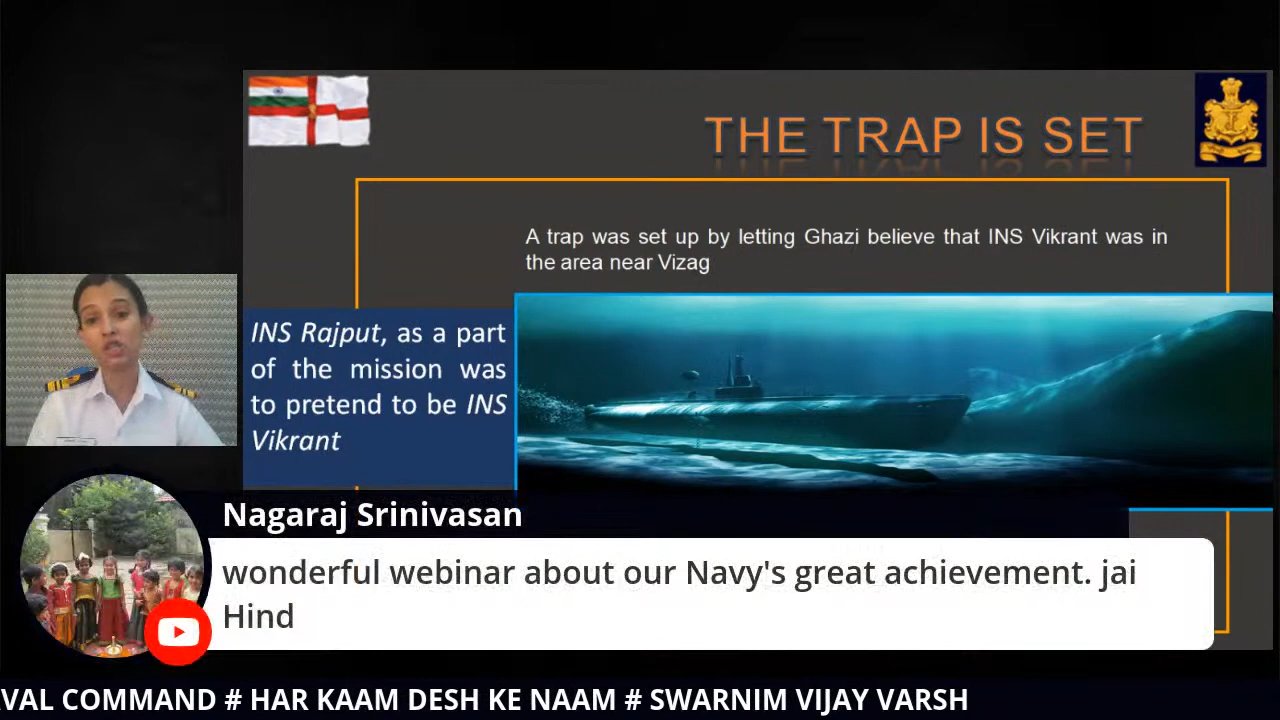 THE TRAP IS SET
A trap was set up by letting Ghazi believe that INS Vikrant was in
the area near Vizag
INS Rajput, as a part
of the mission was
to pretend to be INS
Vikrant
Nagaraj Srinivasan
wonderful webinar about our Navy's great achievement. jai
Hind
COMMAND # HAR KAAM DESH KE NAAM # SWARNIM VIJAY VARSH